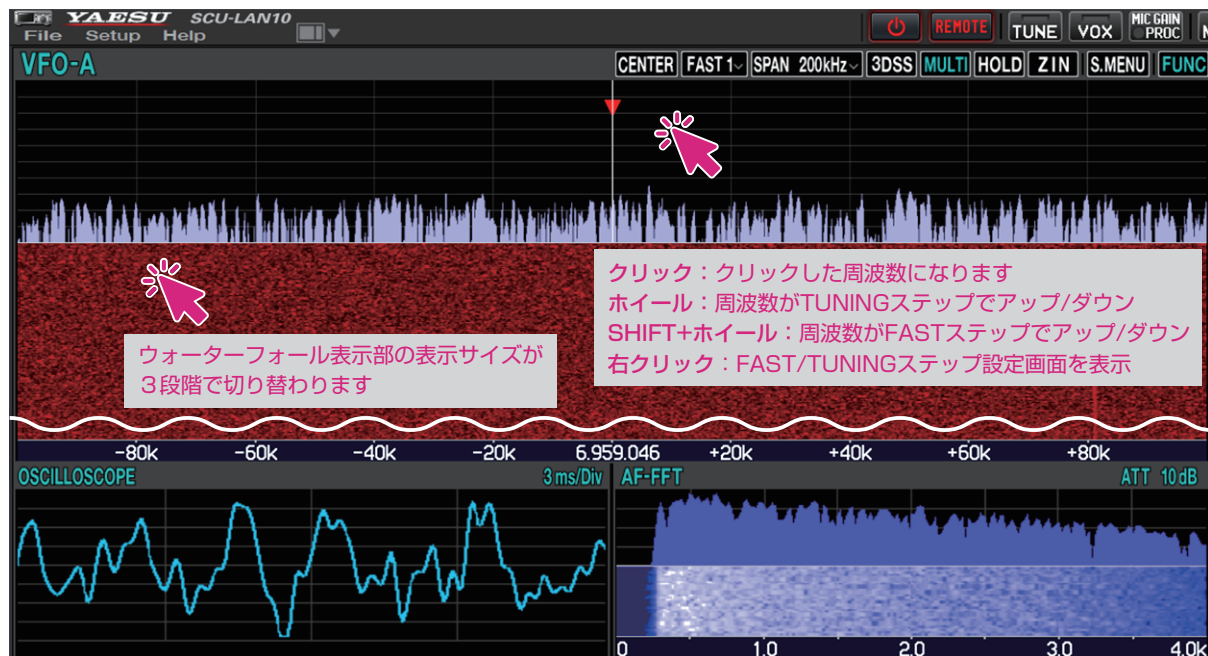 YAESU SCU-LAN10
File Setup Help
REMOTE TUNE VOX MIC GAIN PROC
VFO-A
CENTER FAST 1 SPAN 200kHz 3DSS MULTI HOLD Z IN S.MENU FUNC
クリック：クリックした周波数になります
ホイール：周波数がTUNINGステップでアップ/ダウン
SHIFT+ホイール：周波数がFASTステップでアップ/ダウン
右クリック：FAST/TUNINGステップ設定画面を表示
ウォーターフォール表示部の表示サイズが
３段階で切り替わります
-80k -60k -40k -20k 6.959.046 +20k +40k +60k +80k
OSCILLOSCOPE 3 ms/Div AF-FFT ATT 10 dB
0 1.0 2.0 3.0 4.0k